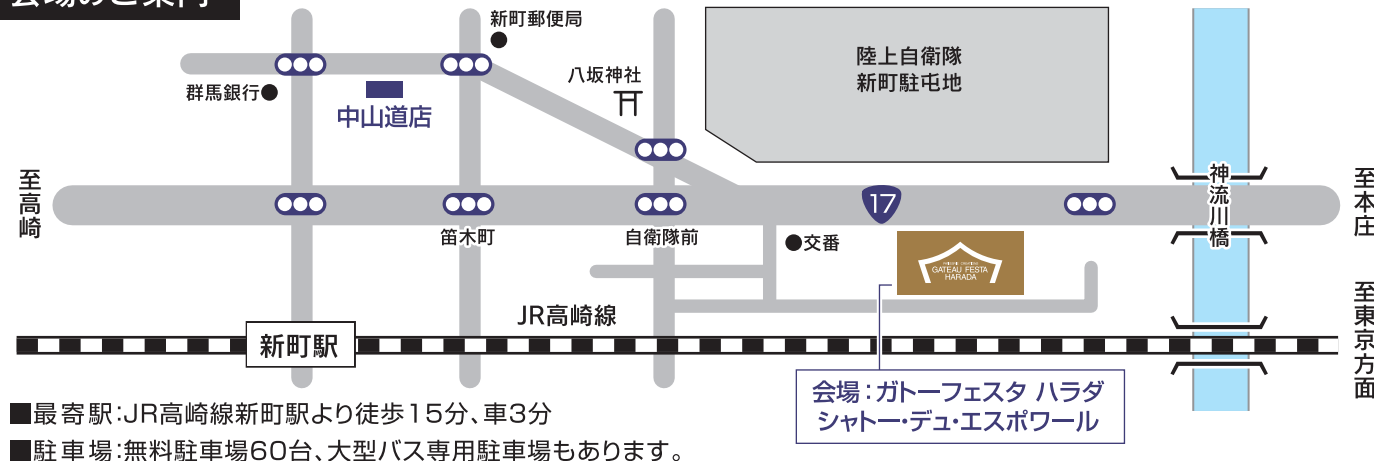 会場のご案内
新町郵便局
群馬銀行
中山道店
八坂神社
陸上自衛隊
新町駐屯地
至高崎
17
神流川橋
至本庄
笛木町
自衛隊前
交番
GATEAU FESTA
HARADA
JR高崎線
新町駅
至東京方面
会場：ガトーフェスタ ハラダ
シャトー・デュ・エスポワール
■最寄駅：JR高崎線新町駅より徒歩15分、車3分
■駐車場：無料駐車場60台、大型バス専用駐車場もあります。